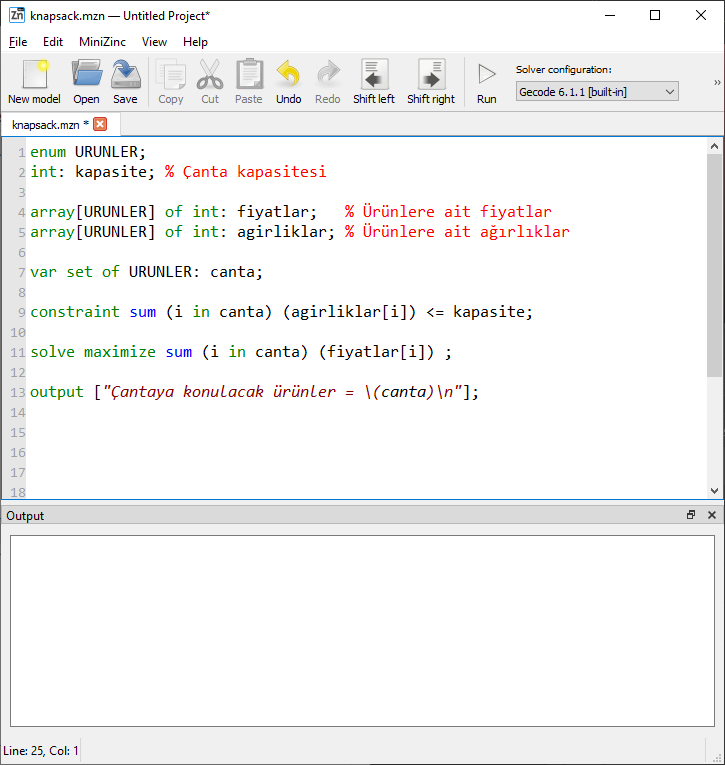 Zn knapsack.mzn — Untitled Project*
File Edit MiniZinc View Help
New model Open Save Copy Cut Paste Undo Redo Shift left Shift right Run Solver configuration: »
Gecode 6.1.1 [built-in]
knapsack.mzn *
1 enum URUNLER;
2 int: kapasite; % Çanta kapasitesi
3
4 array[URUNLER] of int: fiyatlar; % Ürünlere ait fiyatlar
5 array[URUNLER] of int: agirliklar; % Ürünlere ait ağırlıklar
6
7 var set of URUNLER: canta;
8
9 constraint sum (i in canta) (agirliklar[i]) <= kapasite;
10
11 solve maximize sum (i in canta) (fiyatlar[i]) ;
12
13 output ["Çantaya konulacak ürünler = \(canta)\n"];
14
15
16
17
18
Output
Line: 25, Col: 1